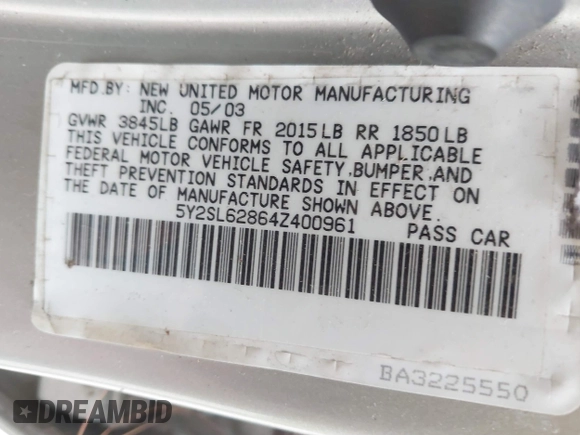 MFD.BY: NEW UNITED MOTOR MANUFACTURING
INC. 05/03
GVWR 3845LB GAWR FR 2015LB RR 1850LB
THIS VEHICLE CONFORMS TO ALL APPLICABLE
FEDERAL MOTOR VEHICLE SAFETY,BUMPER,AND
THEFT PREVENTION STANDARDS IN EFFECT ON
THE DATE OF MANUFACTURE SHOWN ABOVE.
5Y2SL62864Z400961 PASS CAR
BA3225550
DREAMBID